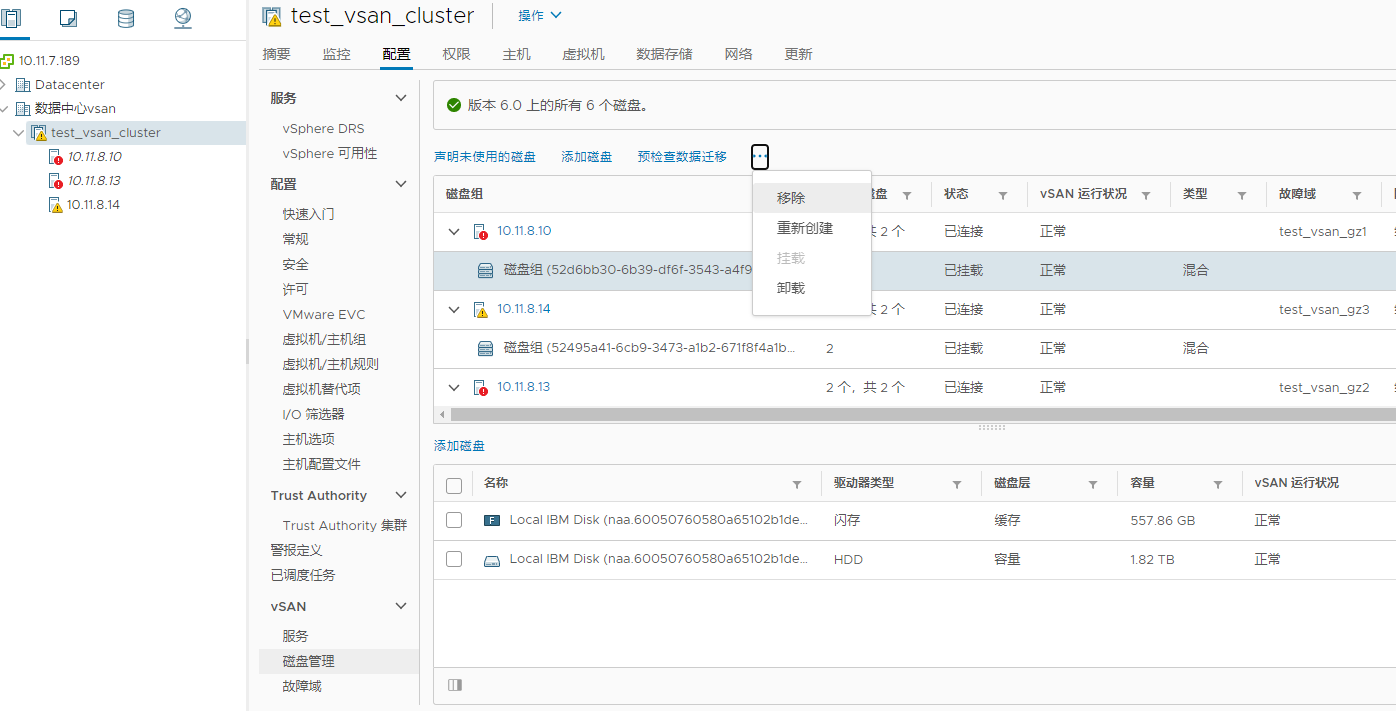 test_vsan_cluster
操作
摘要 监控 配置 权限 主机 虚拟机 数据存储 网络 更新
10.11.7.189
Datacenter
数据中心vsan
test_vsan_cluster
10.11.8.10
10.11.8.13
10.11.8.14
服务
vSphere DRS
vSphere 可用性
配置
快速入门
常规
安全
许可
VMware EVC
虚拟机/主机组
虚拟机/主机规则
虚拟机替代项
I/O 筛选器
主机选项
主机配置文件
Trust Authority
Trust Authority 集群
警报定义
已调度任务
vSAN
服务
磁盘管理
故障域
版本 6.0 上的所有 6 个磁盘。
声明未使用的磁盘 添加磁盘 预检查数据迁移 ...
移除
重新创建
挂载
卸载
磁盘组 盘 状态 vSAN 运行状况 类型 故障域
10.11.8.10 共 2 个 已连接 正常 test_vsan_gz1
磁盘组 (52d6bb30-6b39-df6f-3543-a4f9 已挂载 正常 混合
10.11.8.14 共 2 个 已连接 正常 test_vsan_gz3
磁盘组 (52495a41-6cb9-3473-a1b2-671f8f4a1b... 2 已挂载 正常 混合
10.11.8.13 2 个，共 2 个 已连接 正常 test_vsan_gz2
添加磁盘
名称 驱动器类型 磁盘层 容量 vSAN 运行状况
F Local IBM Disk (naa.60050760580a65102b1de... 闪存 缓存 557.86 GB 正常
Local IBM Disk (naa.60050760580a65102b1de... HDD 容量 1.82 TB 正常